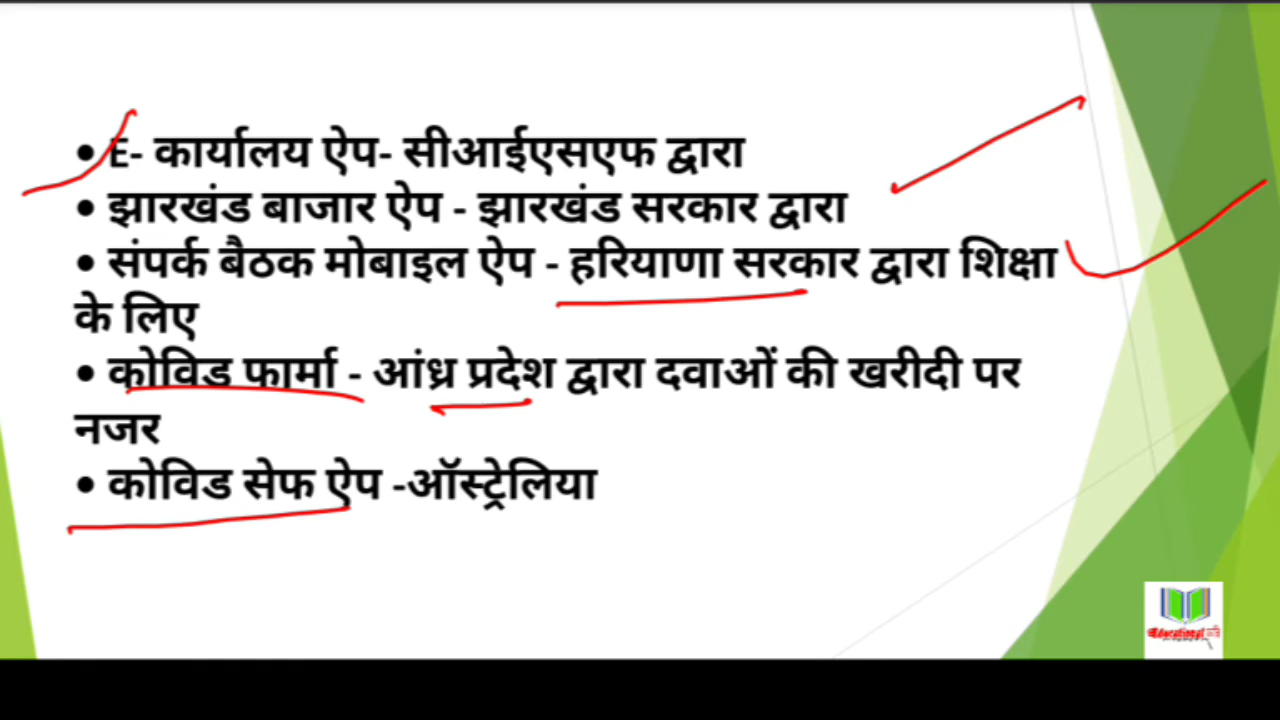 • E- कार्यालय ऐप- सीआईएसएफ द्वारा
• झारखंड बाजार ऐप - झारखंड सरकार द्वारा
• संपर्क बैठक मोबाइल ऐप - हरियाणा सरकार द्वारा शिक्षा
के लिए
• कोविड फार्मा - आंध्र प्रदेश द्वारा दवाओं की खरीदी पर
नजर
• कोविड सेफ ऐप -ऑस्ट्रेलिया
Educational